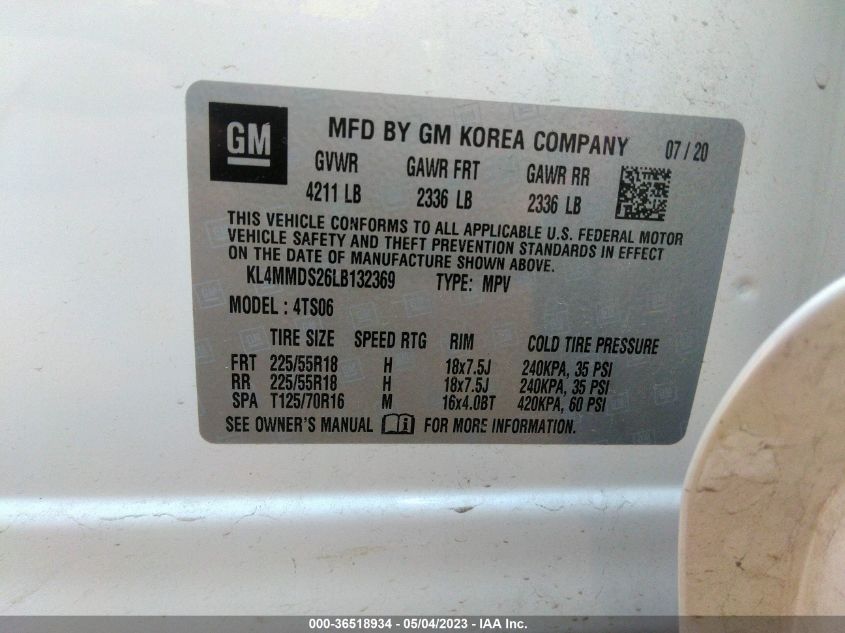 GM
MFD BY GM KOREA COMPANY 07/20
GVWR GAWR FRT GAWR RR
4211 LB 2336 LB 2336 LB
THIS VEHICLE CONFORMS TO ALL APPLICABLE U.S. FEDERAL MOTOR
VEHICLE SAFETY AND THEFT PREVENTION STANDARDS IN EFFECT
ON THE DATE OF MANUFACTURE SHOWN ABOVE.
KL4MMDS26LB132369 TYPE: MPV
MODEL : 4TS06
TIRE SIZE SPEED RTG RIM COLD TIRE PRESSURE
FRT 225/55R18 H 18x7.5J 240KPA, 35 PSI
RR 225/55R18 H 18x7.5J 240KPA, 35 PSI
SPA T125/70R16 M 16x4.0BT 420KPA, 60 PSI
SEE OWNER'S MANUAL i FOR MORE INFORMATION.
000-36518934 - 05/04/2023 - IAA Inc.